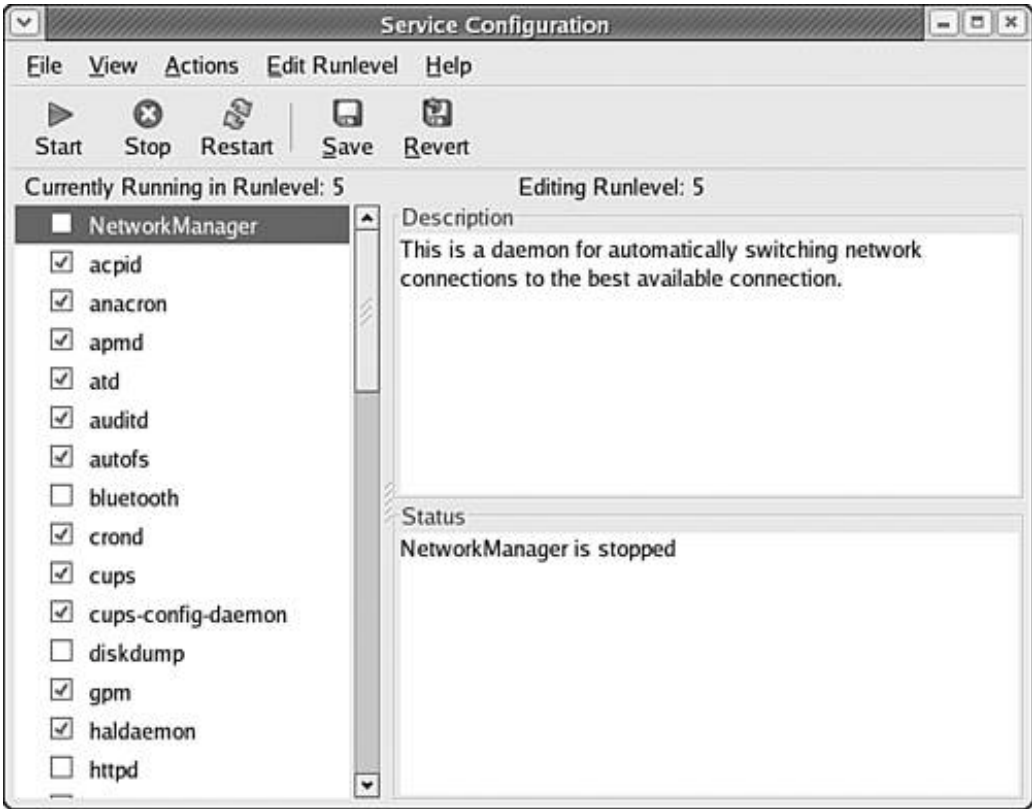 Service Configuration
File View Actions Edit Runlevel Help
Start Stop Restart Save Revert
Currently Running in Runlevel: 5
Editing Runlevel: 5
NetworkManager
acpid
anacron
apmd
atd
auditd
autofs
bluetooth
crond
cups
cups-config-daemon
diskdump
gpm
haldaemon
httpd
Description
This is a daemon for automatically switching network
connections to the best available connection.
Status
NetworkManager is stopped